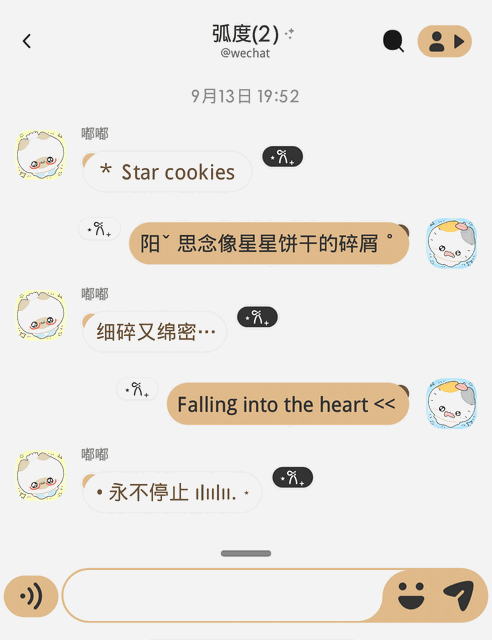 弧度(2)
@wechat
9月13日 19:52
嘟嘟
* Star cookies
阳ˇ 思念像星星饼干的碎屑 °
嘟嘟
细碎又绵密…
Falling into the heart <<
嘟嘟
• 永不停止 ılıılıı. ⋆